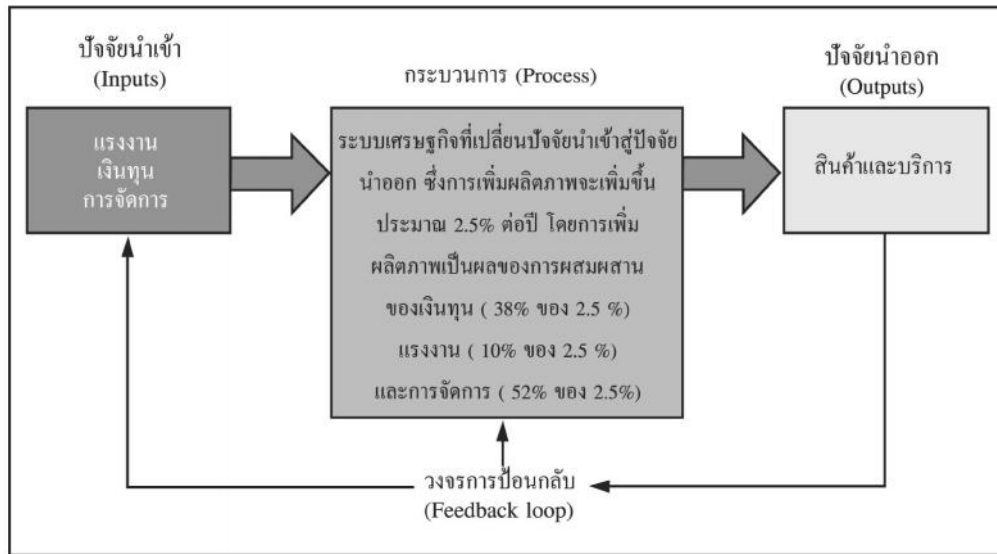 ปัจจัยนำเข้า
(Inputs)
แรงงาน
เงินทุน
การจัดการ
กระบวนการ (Process)
ระบบเศรษฐกิจที่เปลี่ยนปัจจัยนำเข้าสู่ปัจจัย
นำออก ซึ่งการเพิ่มผลิตภาพจะเพิ่มขึ้น
ประมาณ 2.5% ต่อปี โดยการเพิ่ม
ผลิตภาพเป็นผลของการผสมผสาน
ของเงินทุน ( 38% ของ 2.5 %)
แรงงาน ( 10% ของ 2.5 %)
และการจัดการ ( 52% ของ 2.5%)
ปัจจัยนำออก
(Outputs)
สินค้าและบริการ
วงจรการป้อนกลับ
(Feedback loop)